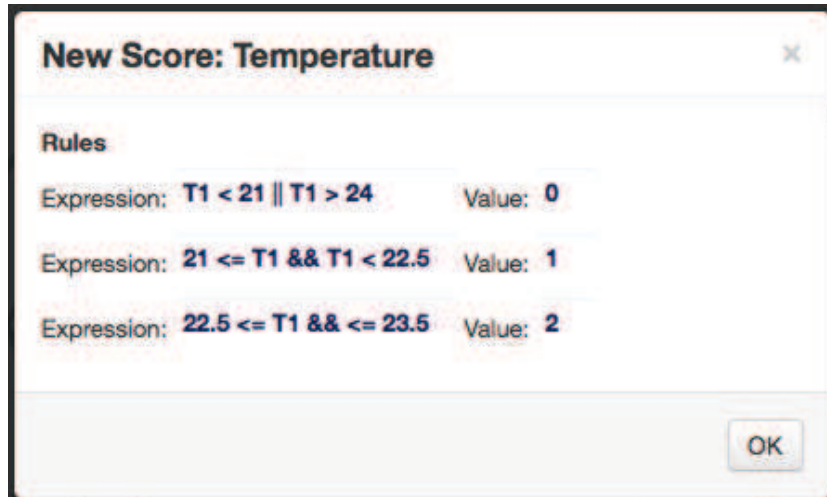 New Score: Temperature ×
Rules
Expression: T1 < 21 || T1 > 24 Value: 0
Expression: 21 <= T1 && T1 < 22.5 Value: 1
Expression: 22.5 <= T1 && <= 23.5 Value: 2
OK